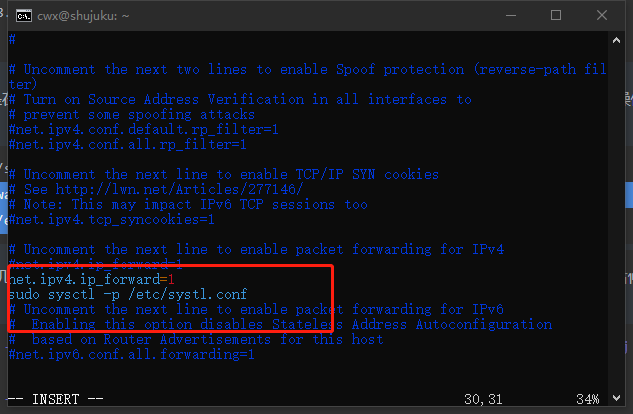 cwx@shujuku: ~
#
# Uncomment the next two lines to enable Spoof protection (reverse-path fil
ter)
# Turn on Source Address Verification in all interfaces to
# prevent some spoofing attacks
#net.ipv4.conf.default.rp_filter=1
#net.ipv4.conf.all.rp_filter=1
# Uncomment the next line to enable TCP/IP SYN cookies
# See http://lwn.net/Articles/277146/
# Note: This may impact IPv6 TCP sessions too
#net.ipv4.tcp_syncookies=1
# Uncomment the next line to enable packet forwarding for IPv4
#net.ipv4.ip_forward=1
net.ipv4.ip_forward=1
sudo sysctl -p /etc/systl.conf
# Uncomment the next line to enable packet forwarding for IPv6
#  Enabling this option disables Stateless Address Autoconfiguration
#  based on Router Advertisements for this host
#net.ipv6.conf.all.forwarding=1
-- INSERT -- 30,31 34%